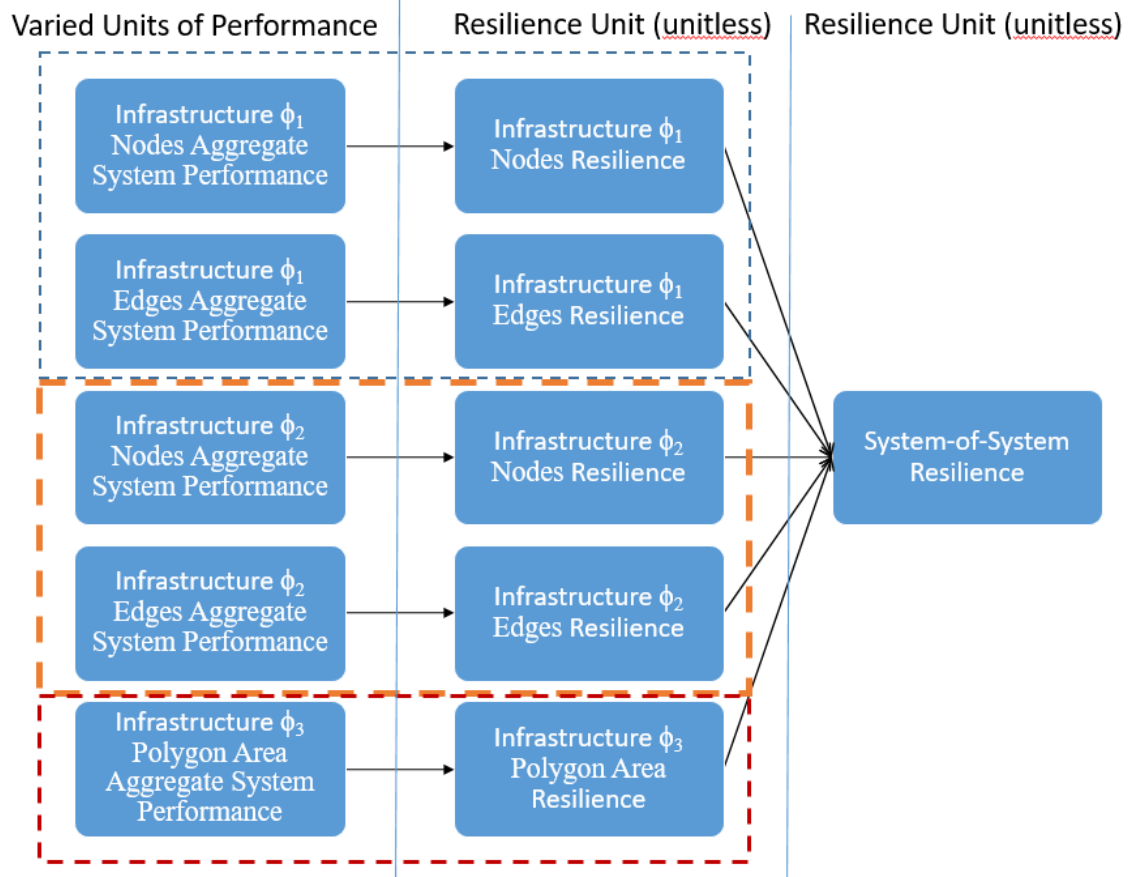 Varied Units of Performance
Resilience Unit (unitless)
Resilience Unit (unitless)
Infrastructure ϕ₁
Nodes Aggregate
System Performance
Infrastructure ϕ₁
Nodes Resilience
Infrastructure ϕ₁
Edges Aggregate
System Performance
Infrastructure ϕ₁
Edges Resilience
Infrastructure ϕ₂
Nodes Aggregate
System Performance
Infrastructure ϕ₂
Nodes Resilience
System-of-System
Resilience
Infrastructure ϕ₂
Edges Aggregate
System Performance
Infrastructure ϕ₂
Edges Resilience
Infrastructure ϕ₃
Polygon Area
Aggregate System
Performance
Infrastructure ϕ₃
Polygon Area
Resilience